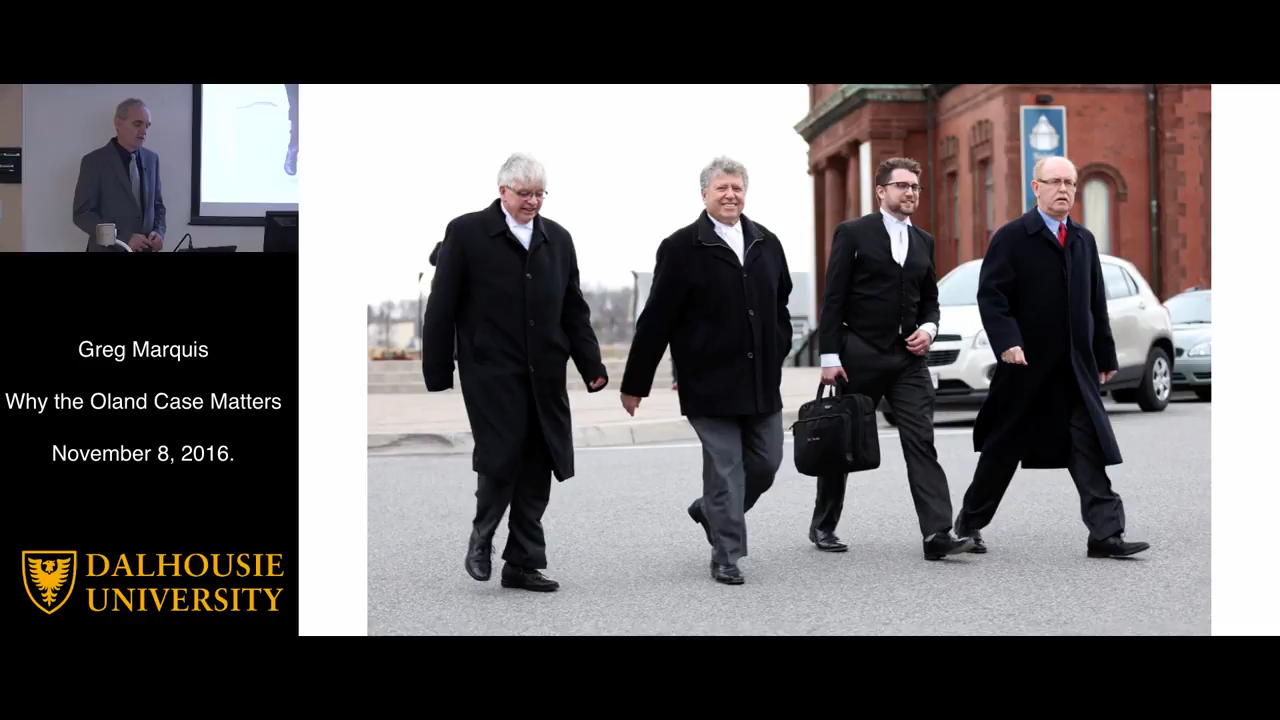 Greg Marquis
Why the Oland Case Matters
November 8, 2016.
DALHOUSIE
UNIVERSITY